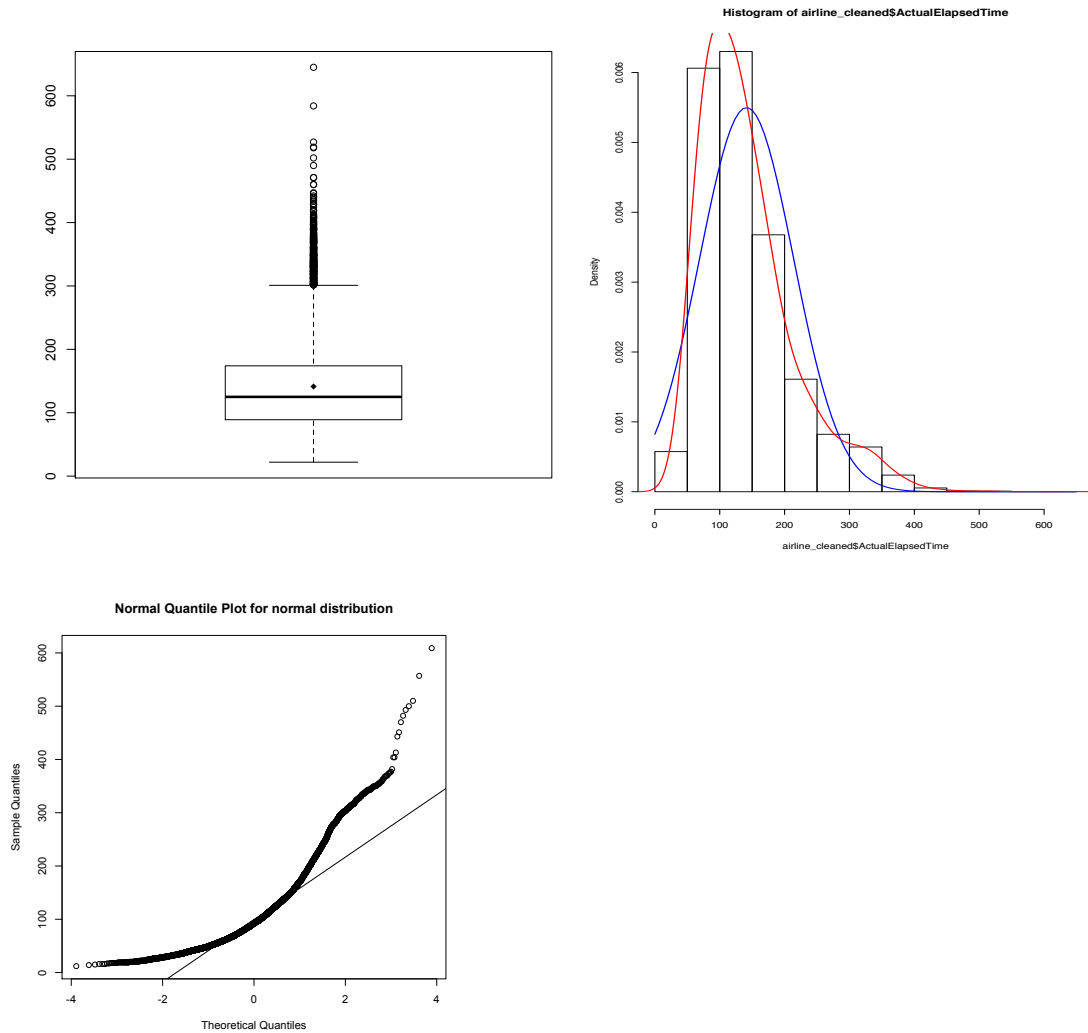 Histogram of airline_cleaned$ActualElapsedTime
0 100 200 300 400 500 600
Density
0.000 0.001 0.002 0.003 0.004 0.005 0.006
0 100 200 300 400 500 600
airline_cleaned$ActualElapsedTime
Normal Quantile Plot for normal distribution
Sample Quantiles
0 100 200 300 400 500 600
-4 -2 0 2 4
Theoretical Quantiles